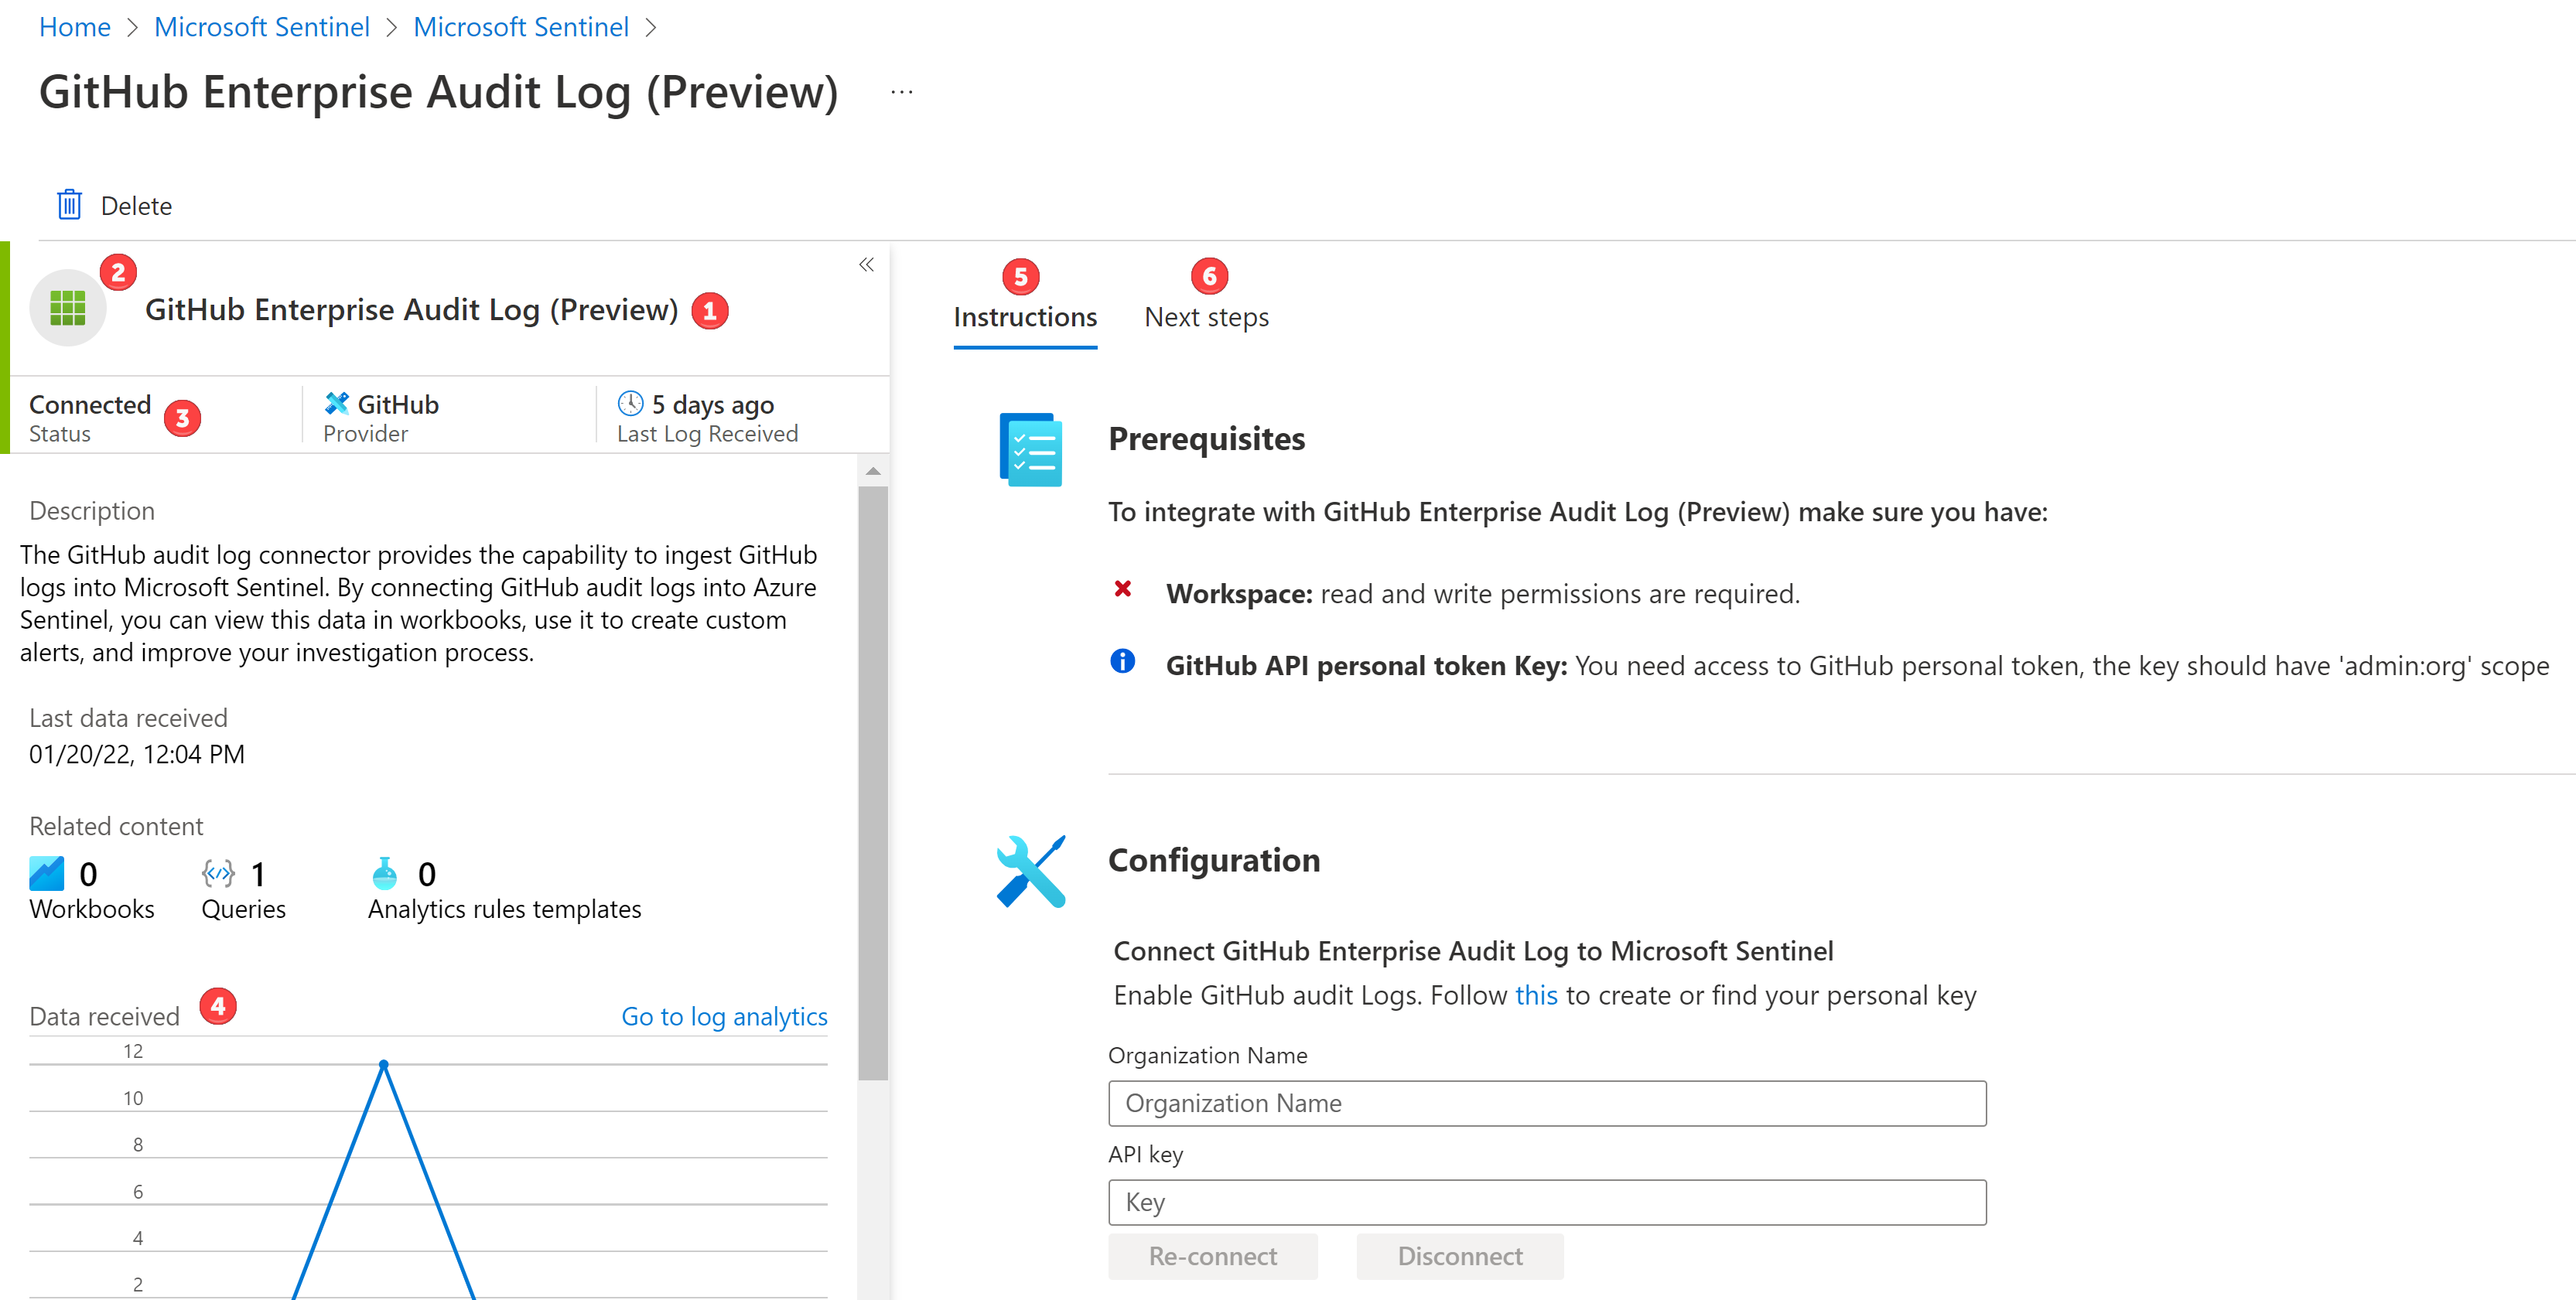 Home > Microsoft Sentinel > Microsoft Sentinel >
GitHub Enterprise Audit Log (Preview) ...
Delete
2
GitHub Enterprise Audit Log (Preview) 1
Connected
Status
3
GitHub
Provider
5 days ago
Last Log Received
Description
The GitHub audit log connector provides the capability to ingest GitHub
logs into Microsoft Sentinel. By connecting GitHub audit logs into Azure
Sentinel, you can view this data in workbooks, use it to create custom
alerts, and improve your investigation process.
Last data received
01/20/22, 12:04 PM
Related content
0
Workbooks
1
Queries
0
Analytics rules templates
Data received 4
Go to log analytics
12
10
8
6
4
2
5
Instructions
6
Next steps
Prerequisites
To integrate with GitHub Enterprise Audit Log (Preview) make sure you have:
Workspace: read and write permissions are required.
GitHub API personal token Key: You need access to GitHub personal token, the key should have 'admin:org' scope
Configuration
Connect GitHub Enterprise Audit Log to Microsoft Sentinel
Enable GitHub audit Logs. Follow this to create or find your personal key
Organization Name
Organization Name
API key
Key
Re-connect
Disconnect